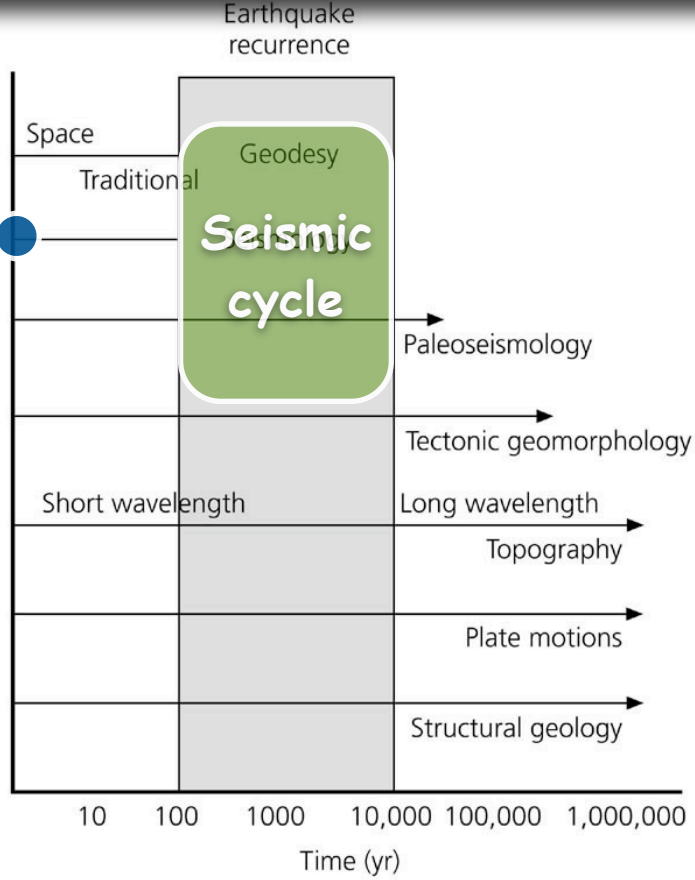 Earthquake
recurrence
Space
Geodesy
Traditional
Seismology
Seismic
cycle
Paleoseismology
Tectonic geomorphology
Short wavelength
Long wavelength
Topography
Plate motions
Structural geology
10 100 1000 10,000 100,000 1,000,000
Time (yr)